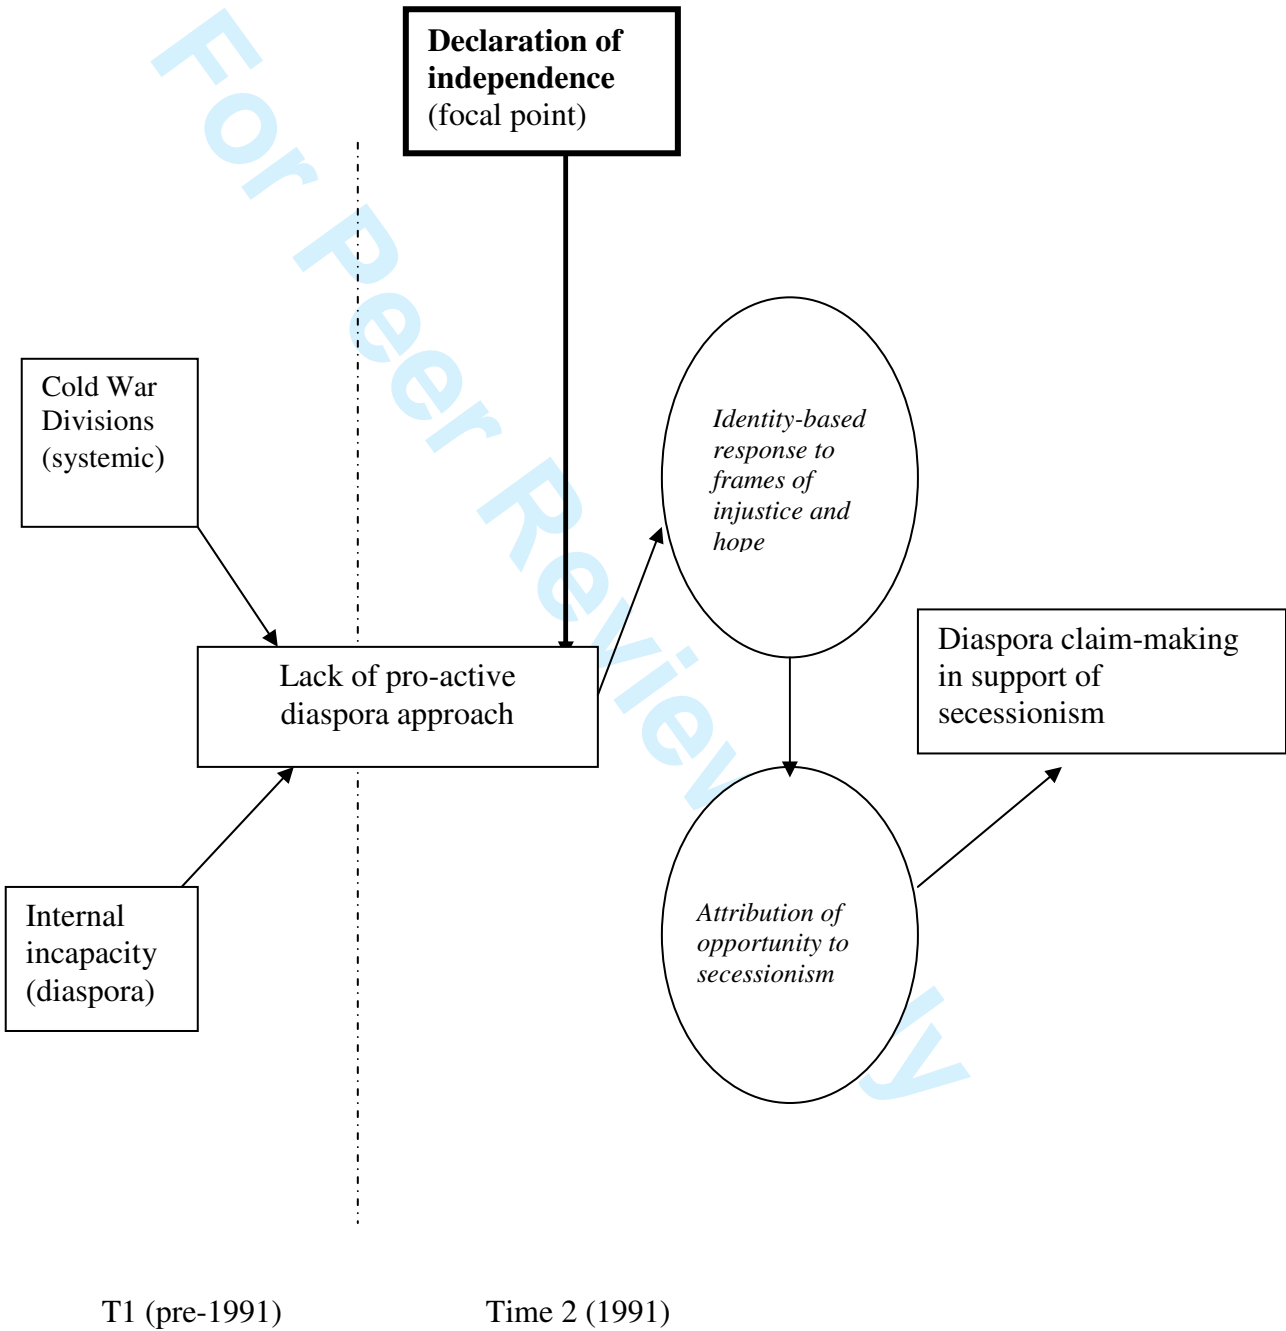 Declaration of
independence
(focal point)
Cold War
Divisions
(systemic)
Identity-based
response to
frames of
injustice and
hope
Lack of pro-active
diaspora approach
Diaspora claim-making
in support of
secessionism
Internal
incapacity
(diaspora)
Attribution of
opportunity to
secessionism
T1 (pre-1991)
Time 2 (1991)
For Peer Review
ly